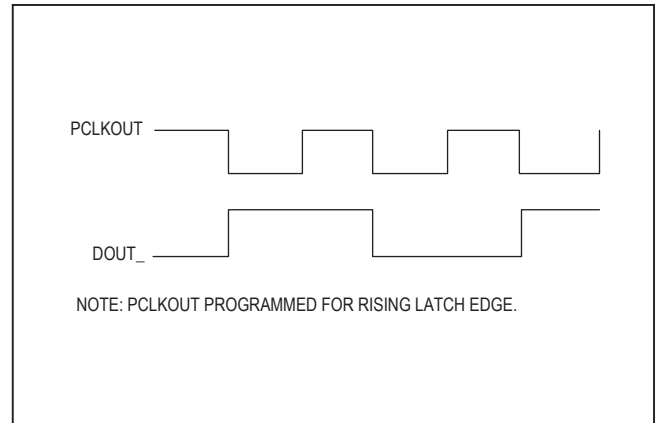 PCLKOUT
DOUT_
NOTE: PCLKOUT PROGRAMMED FOR RISING LATCH EDGE.